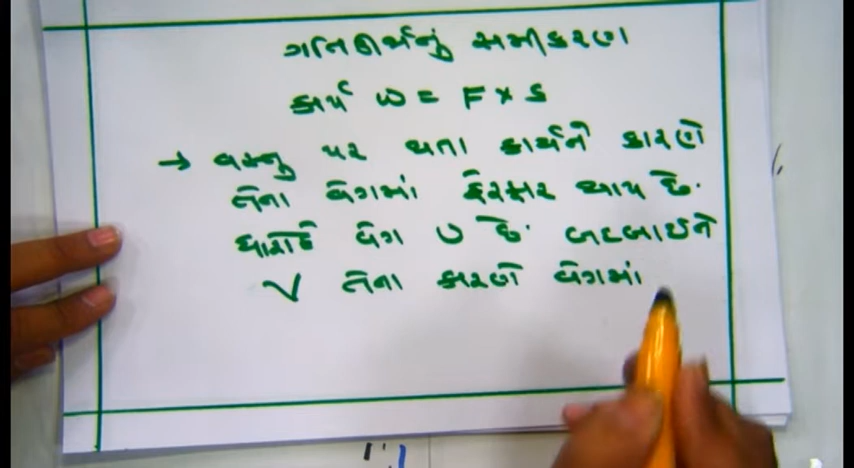 ગતિઊર્જાનું સમીકરણ
કાર્ય W = F × S
→ વસ્તુ પર થતા કાર્યને કારણે
તેના વેગમાં ફેરફાર થાય છે.
ધારોકે વેગ u છે. બદલાઈને
v તેના કારણે વેગમાં